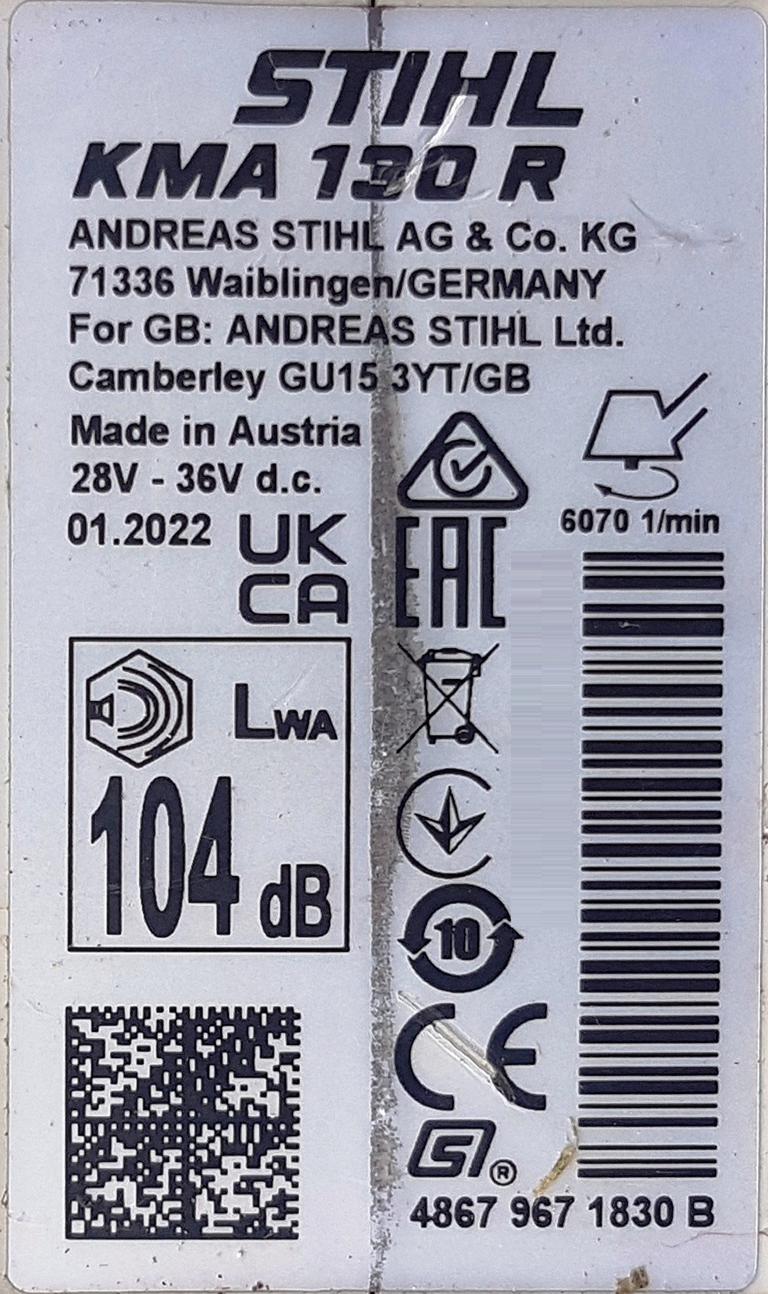 STIHL
KMA 130 R
ANDREAS STIHL AG & Co. KG
71336 Waiblingen/GERMANY
For GB: ANDREAS STIHL Ltd.
Camberley GU15 3YT/GB
Made in Austria
28V - 36V d.c.
01.2022
UK
CA
EAC
6070 1/min
LWA
104 dB
10
CE
S®
4867 967 1830 B